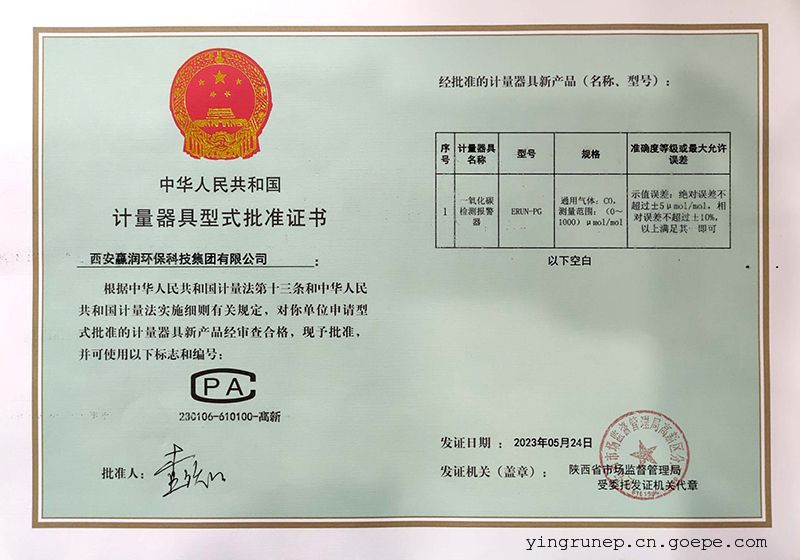 中华人民共和国
计量器具型式批准证书
西安赢润环保科技集团有限公司：
根据中华人民共和国计量法第十三条和中华人民
共和国计量法实施细则有关规定，对你单位申请型
式批准的计量器具新产品经审查合格，现予批准，
并可使用以下标志和编号：
CPA
230106-610100-高新
批准人：
经批准的计量器具新产品（名称、型号）：
序号 计量器具名称 型号 规格 准确度等级或最大允许误差
1 一氧化碳检测报警器 ERUN-PG 通用气体：CO，测量范围：（0～1000）μmol/mol 示值误差：绝对误差不超过±5μmol/mol，相对误差不超过±10%，以上满足其一即可
以下空白
发证日期：2023年05月24日
发证机关（盖章）：陕西省市场监督管理局
受委托发证机关代章
yingrunep.cn.goepe.com